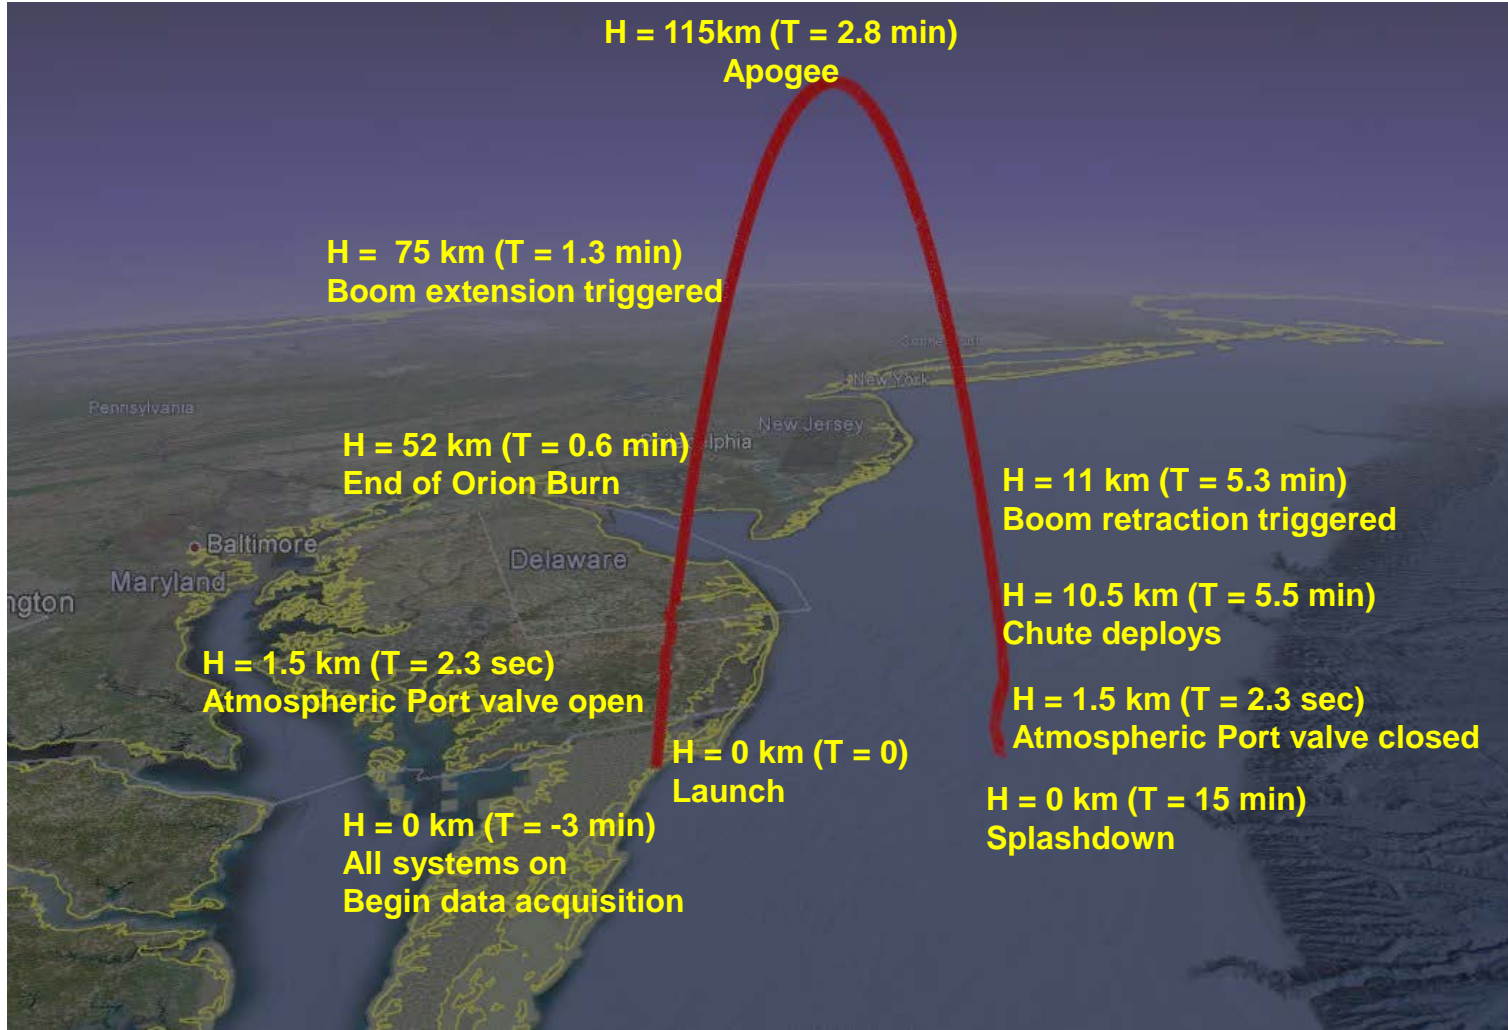 H = 115km (T = 2.8 min)
Apogee
H =  75 km (T = 1.3 min)
Boom extension triggered
New York
Pennsylvania
New Jersey
H = 52 km (T = 0.6 min)
End of Orion Burn
H = 11 km (T = 5.3 min)
Boom retraction triggered
Baltimore
Delaware
Maryland
ngton
H = 10.5 km (T = 5.5 min)
Chute deploys
H = 1.5 km (T = 2.3 sec)
Atmospheric Port valve open
H = 1.5 km (T = 2.3 sec)
Atmospheric Port valve closed
H = 0 km (T = 0)
Launch
H = 0 km (T = 15 min)
Splashdown
H = 0 km (T = -3 min)
All systems on
Begin data acquisition